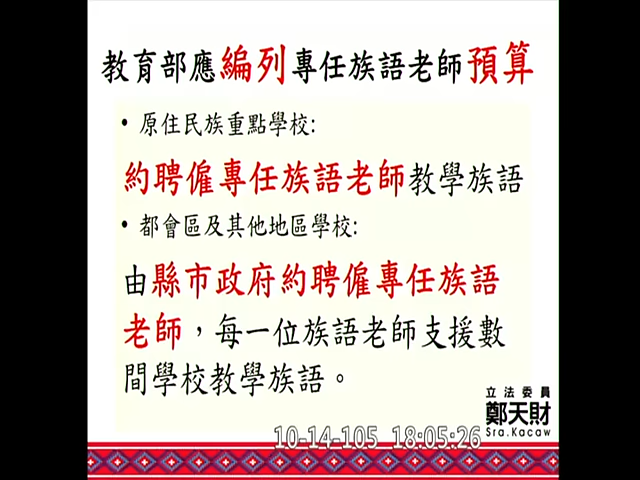 教育部應編列專任族語老師預算
• 原住民族重點學校:
約聘僱專任族語老師教學族語
• 都會區及其他地區學校:
由縣市政府約聘僱專任族語
老師，每一位族語老師支援數
間學校教學族語。
立法委員
鄭天財
Sra.Kacaw
10-14-105 18:05:26